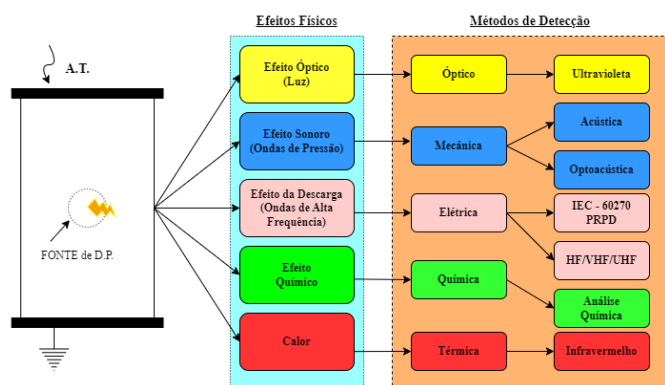 Efeitos Físicos
Métodos de Detecção
A.T.
FONTE de D.P.
Efeito Óptico
(Luz)
Óptico
Ultravioleta
Efeito Sonoro
(Ondas de Pressão)
Mecânica
Acústica
Optoacústica
Efeito da Descarga
(Ondas de Alta
Frequência)
Elétrica
IEC - 60270
PRPD
HF/VHF/UHF
Efeito
Químico
Química
Análise
Química
Calor
Térmica
Infravermelho